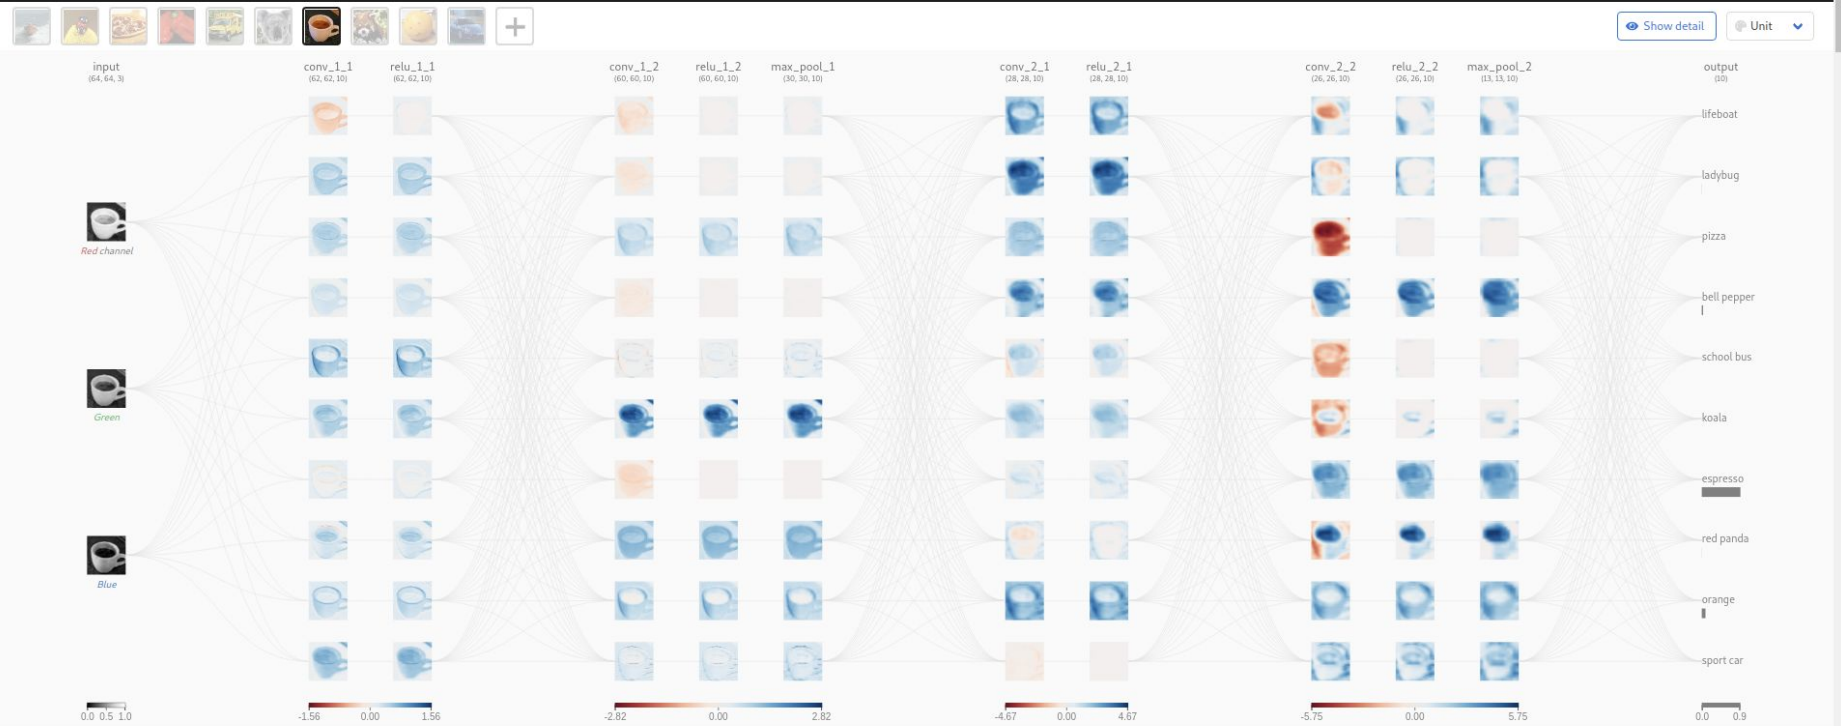 Show detail
Unit
input
(64, 64, 3)
conv_1_1
(62, 62, 10)
relu_1_1
(62, 62, 10)
conv_1_2
(60, 60, 10)
relu_1_2
(60, 60, 10)
max_pool_1
(30, 30, 10)
conv_2_1
(28, 28, 10)
relu_2_1
(28, 28, 10)
conv_2_2
(26, 26, 10)
relu_2_2
(26, 26, 10)
max_pool_2
(13, 13, 10)
output
(10)
Red channel
Green
Blue
lifeboat
ladybug
pizza
bell pepper
school bus
koala
espresso
red panda
orange
sport car
0.0 0.5 1.0
-1.56 0.00 1.56
-2.82 0.00 2.82
-4.67 0.00 4.67
-5.75 0.00 5.75
0.0 0.9